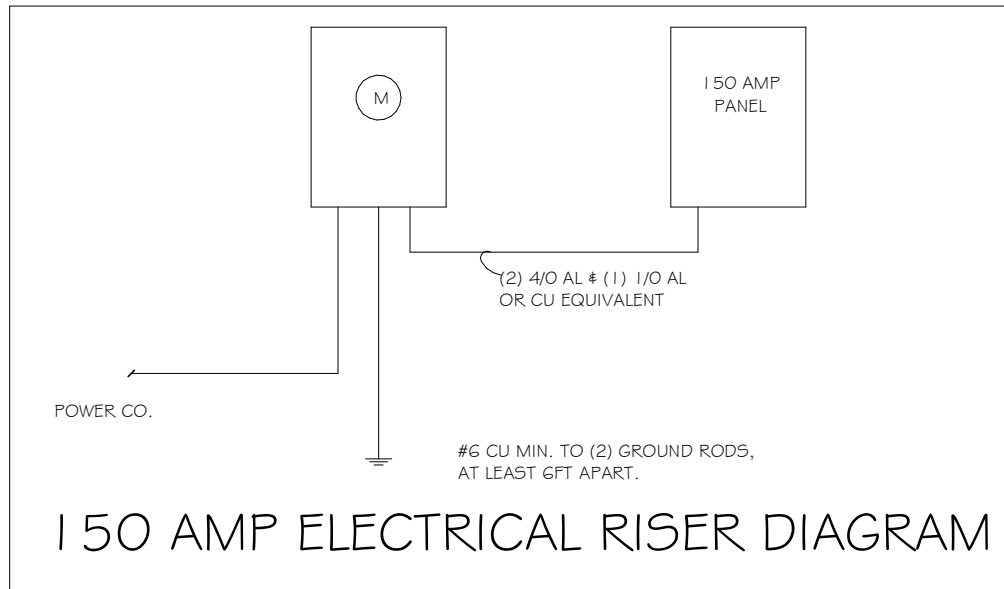 M
150 AMP
PANEL
(2) 4/0 AL & (1) 1/0 AL
OR CU EQUIVALENT
POWER CO.
#6 CU MIN. TO (2) GROUND RODS,
AT LEAST 6FT APART.
150 AMP ELECTRICAL RISER DIAGRAM